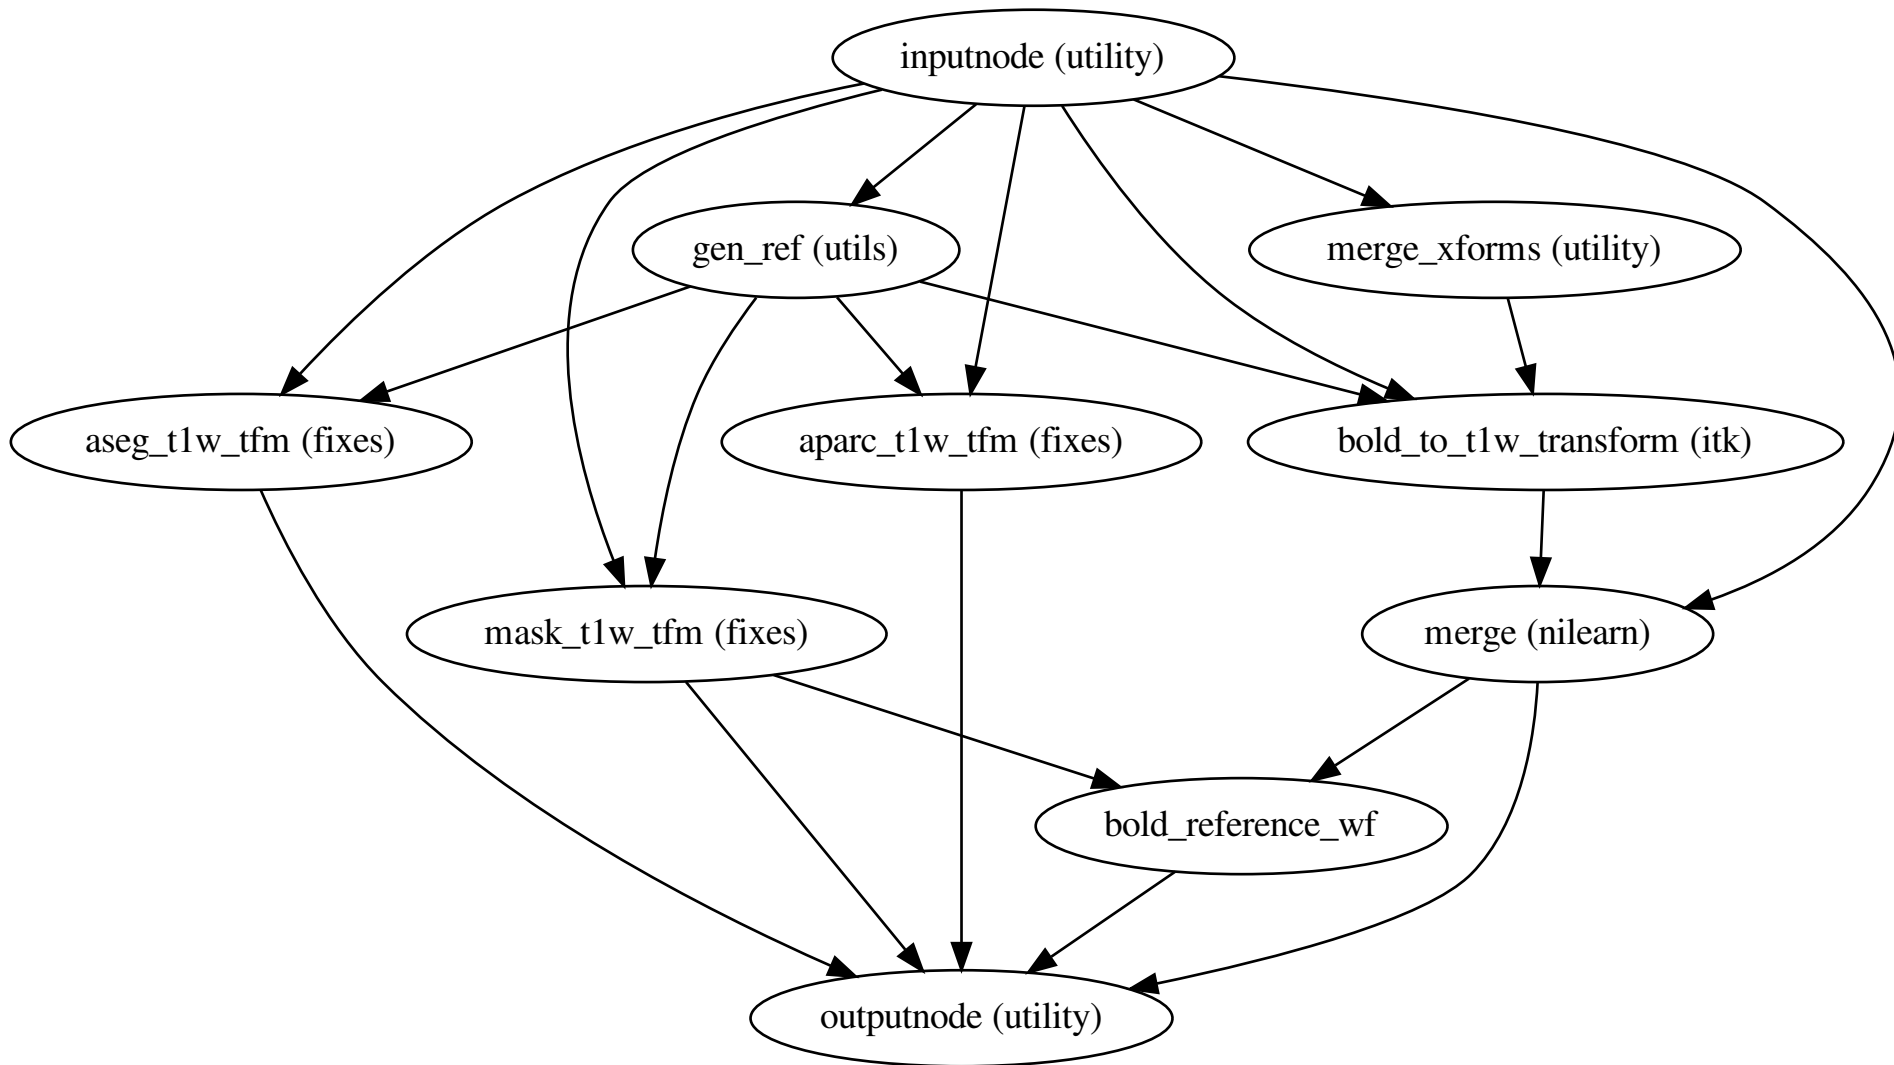 inputnode (utility)
gen_ref (utils)
merge_xforms (utility)
aseg_t1w_tfm (fixes)
aparc_t1w_tfm (fixes)
bold_to_t1w_transform (itk)
mask_t1w_tfm (fixes)
merge (nilearn)
bold_reference_wf
outputnode (utility)